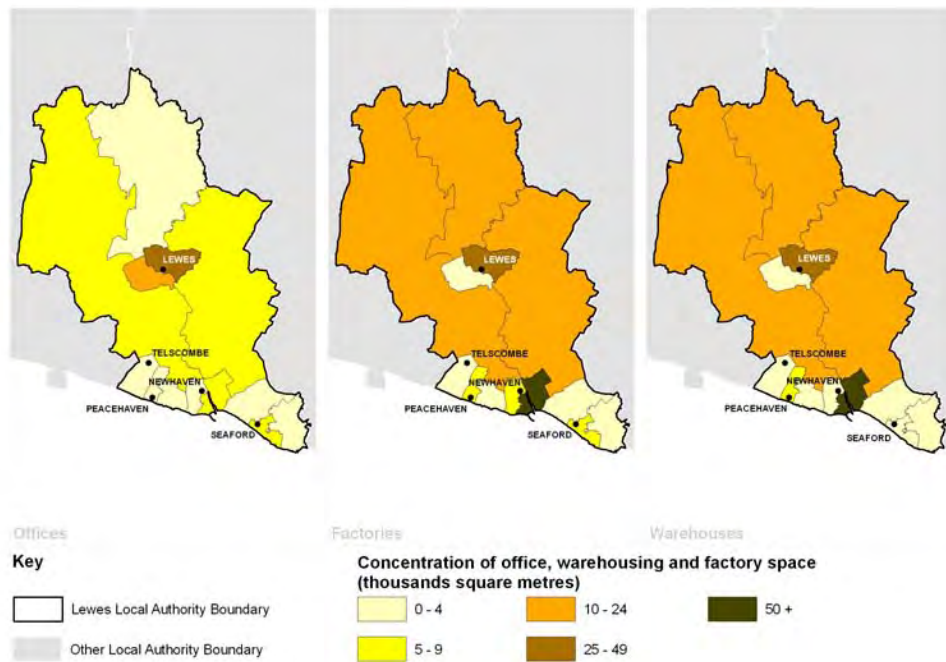 LEWES
TELSCOMBE
NEWHAVEN
PEACEHAVEN
SEAFORD
LEWES
TELSCOMBE
NEWHAVEN
PEACEHAVEN
SEAFORD
LEWES
TELSCOMBE
NEWHAVEN
PEACEHAVEN
SEAFORD
Offices
Factories
Warehouses
Key
Concentration of office, warehousing and factory space
(thousands square metres)
Lewes Local Authority Boundary
0 - 4
10 - 24
50 +
Other Local Authority Boundary
5 - 9
25 - 49